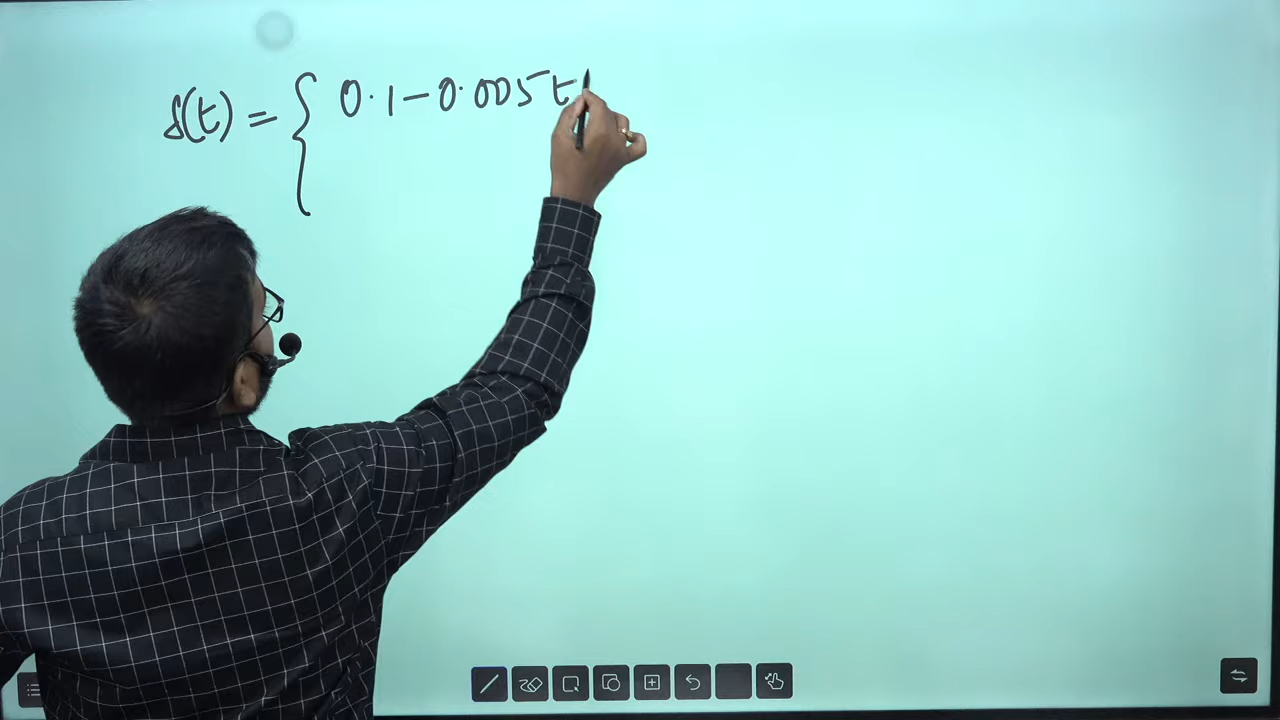 δ(t) = { 0.1 - 0.005t